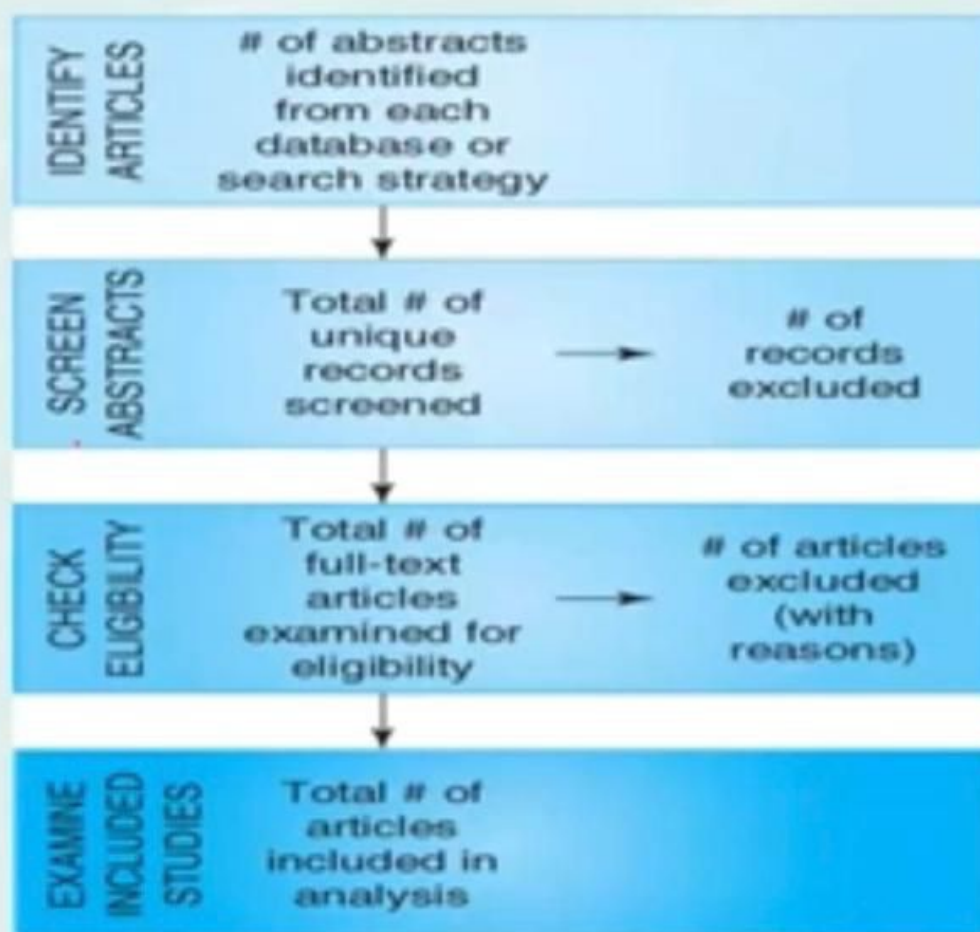 IDENTIFY
ARTICLES
# of abstracts
identified
from each
database or
search strategy
SCREEN
ABSTRACTS
Total # of
unique
records
screened
# of
records
excluded
CHECK
ELIGIBILITY
Total # of
full-text
articles
examined for
eligibility
# of articles
excluded
(with
reasons)
EXAMINE
INCLUDED
STUDIES
Total # of
articles
included in
analysis